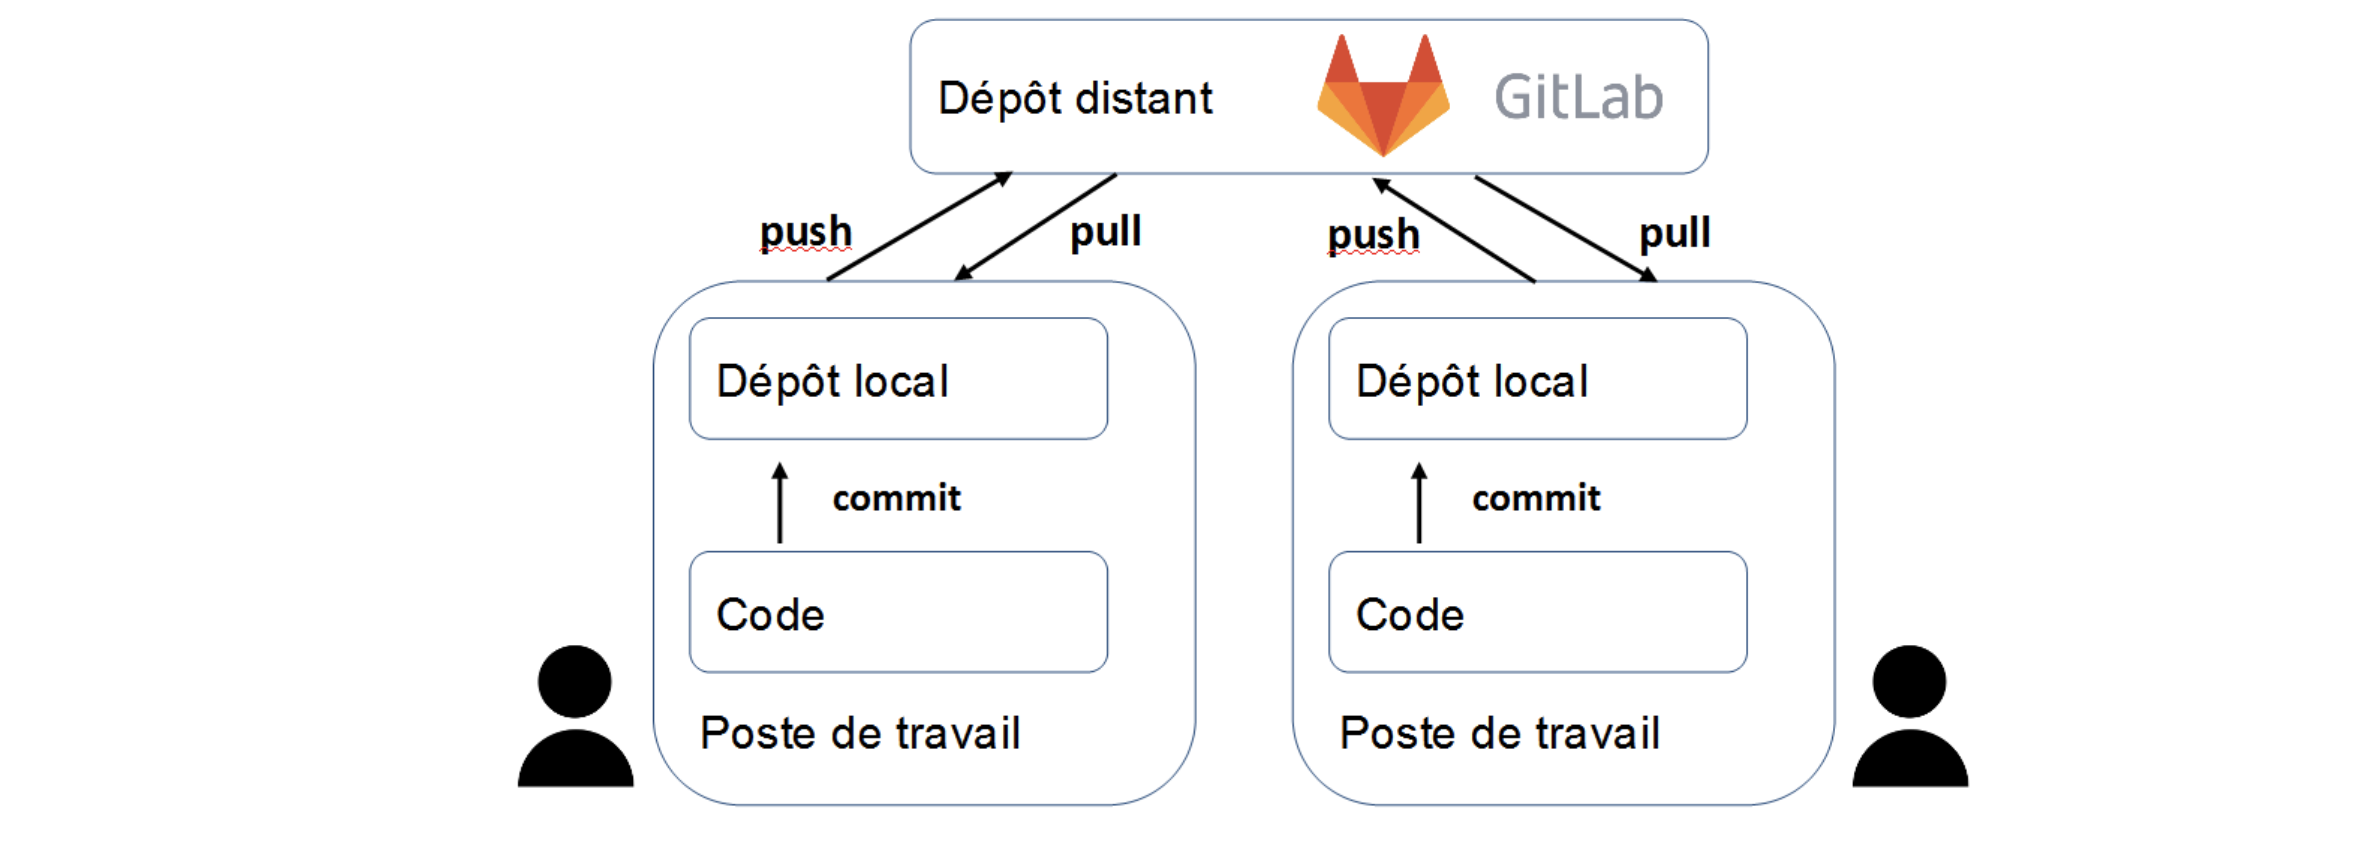 Dépôt distant
GitLab
push
pull
push
pull
Dépôt local
commit
Code
Poste de travail
Dépôt local
commit
Code
Poste de travail